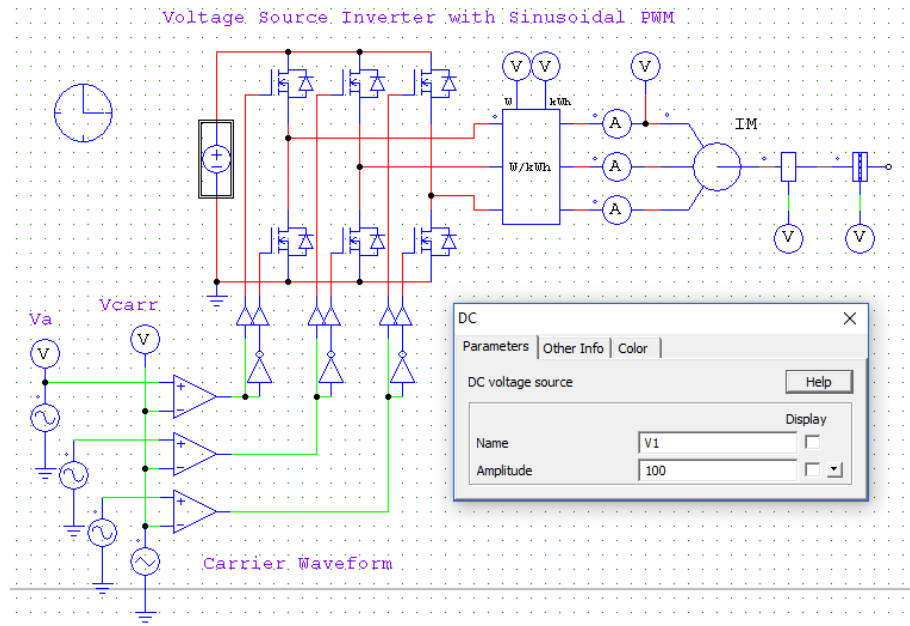 Voltage Source Inverter with Sinusoidal PWM
V V V
W kWh
A IM
W/kWh A
A
V V
Vcarr
Va
V
V
DC
Parameters Other Info Color
DC voltage source Help
Display
Name V1
Amplitude 100
Carrier Waveform